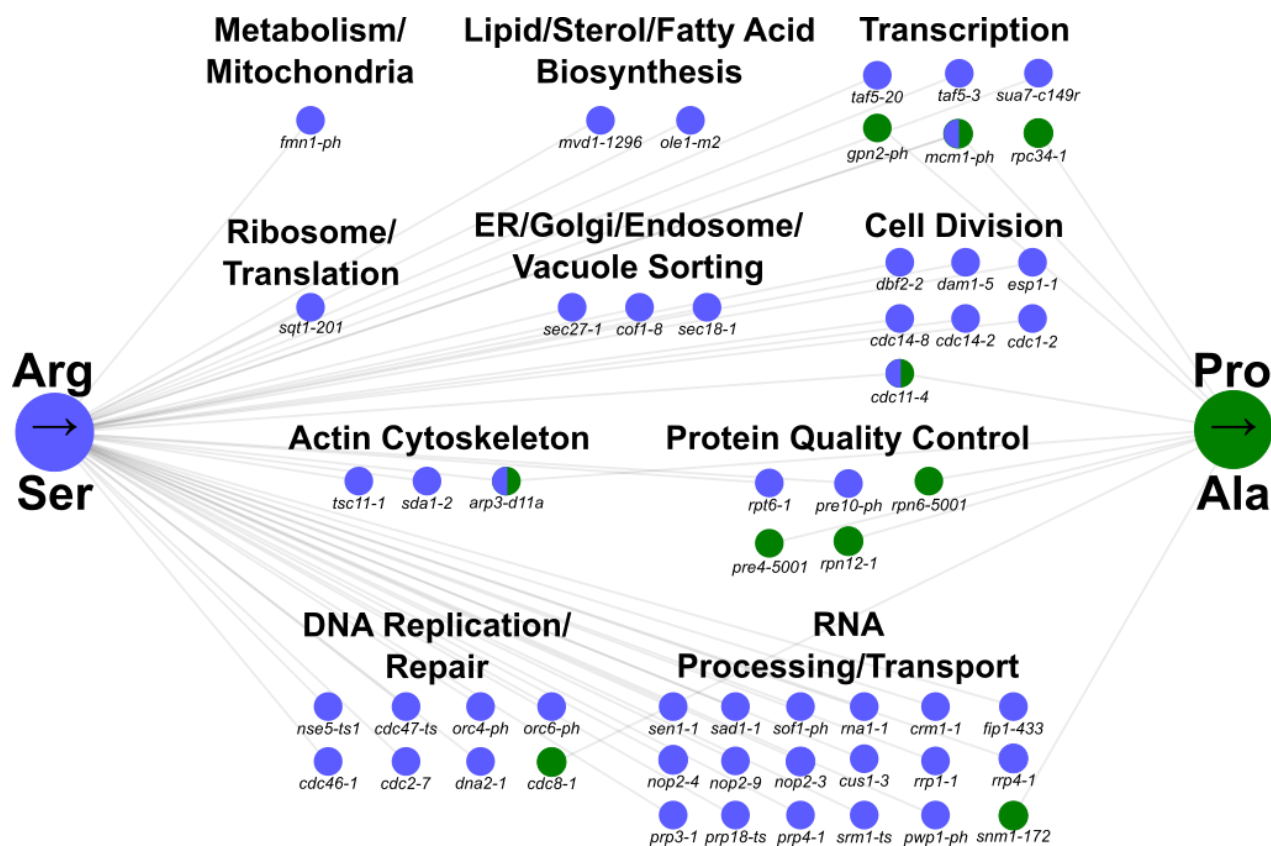 Metabolism/
Mitochondria
fmn1-ph
Lipid/Sterol/Fatty Acid
Biosynthesis
mvd1-1296 ole1-m2
Transcription
taf5-20 taf5-3 sua7-c149r
gpn2-ph mcm1-ph rpc34-1
Ribosome/
Translation
sqt1-201
ER/Golgi/Endosome/
Vacuole Sorting
sec27-1 cof1-8 sec18-1
Cell Division
dbf2-2 dam1-5 esp1-1
cdc14-8 cdc14-2 cdc1-2
cdc11-4
Arg
→
Ser
Pro
→
Ala
Actin Cytoskeleton
tsc11-1 sda1-2 arp3-d11a
Protein Quality Control
rpt6-1 pre10-ph rpn6-5001
pre4-5001 rpn12-1
DNA Replication/
Repair
nse5-ts1 cdc47-ts orc4-ph orc6-ph
cdc46-1 cdc2-7 dna2-1 cdc8-1
RNA
Processing/Transport
sen1-1 sad1-1 sof1-ph rna1-1 crm1-1 fip1-433
nop2-4 nop2-9 nop2-3 cus1-3 rrp1-1 rrp4-1
prp3-1 prp18-ts prp4-1 srm1-ts pwp1-ph snm1-172